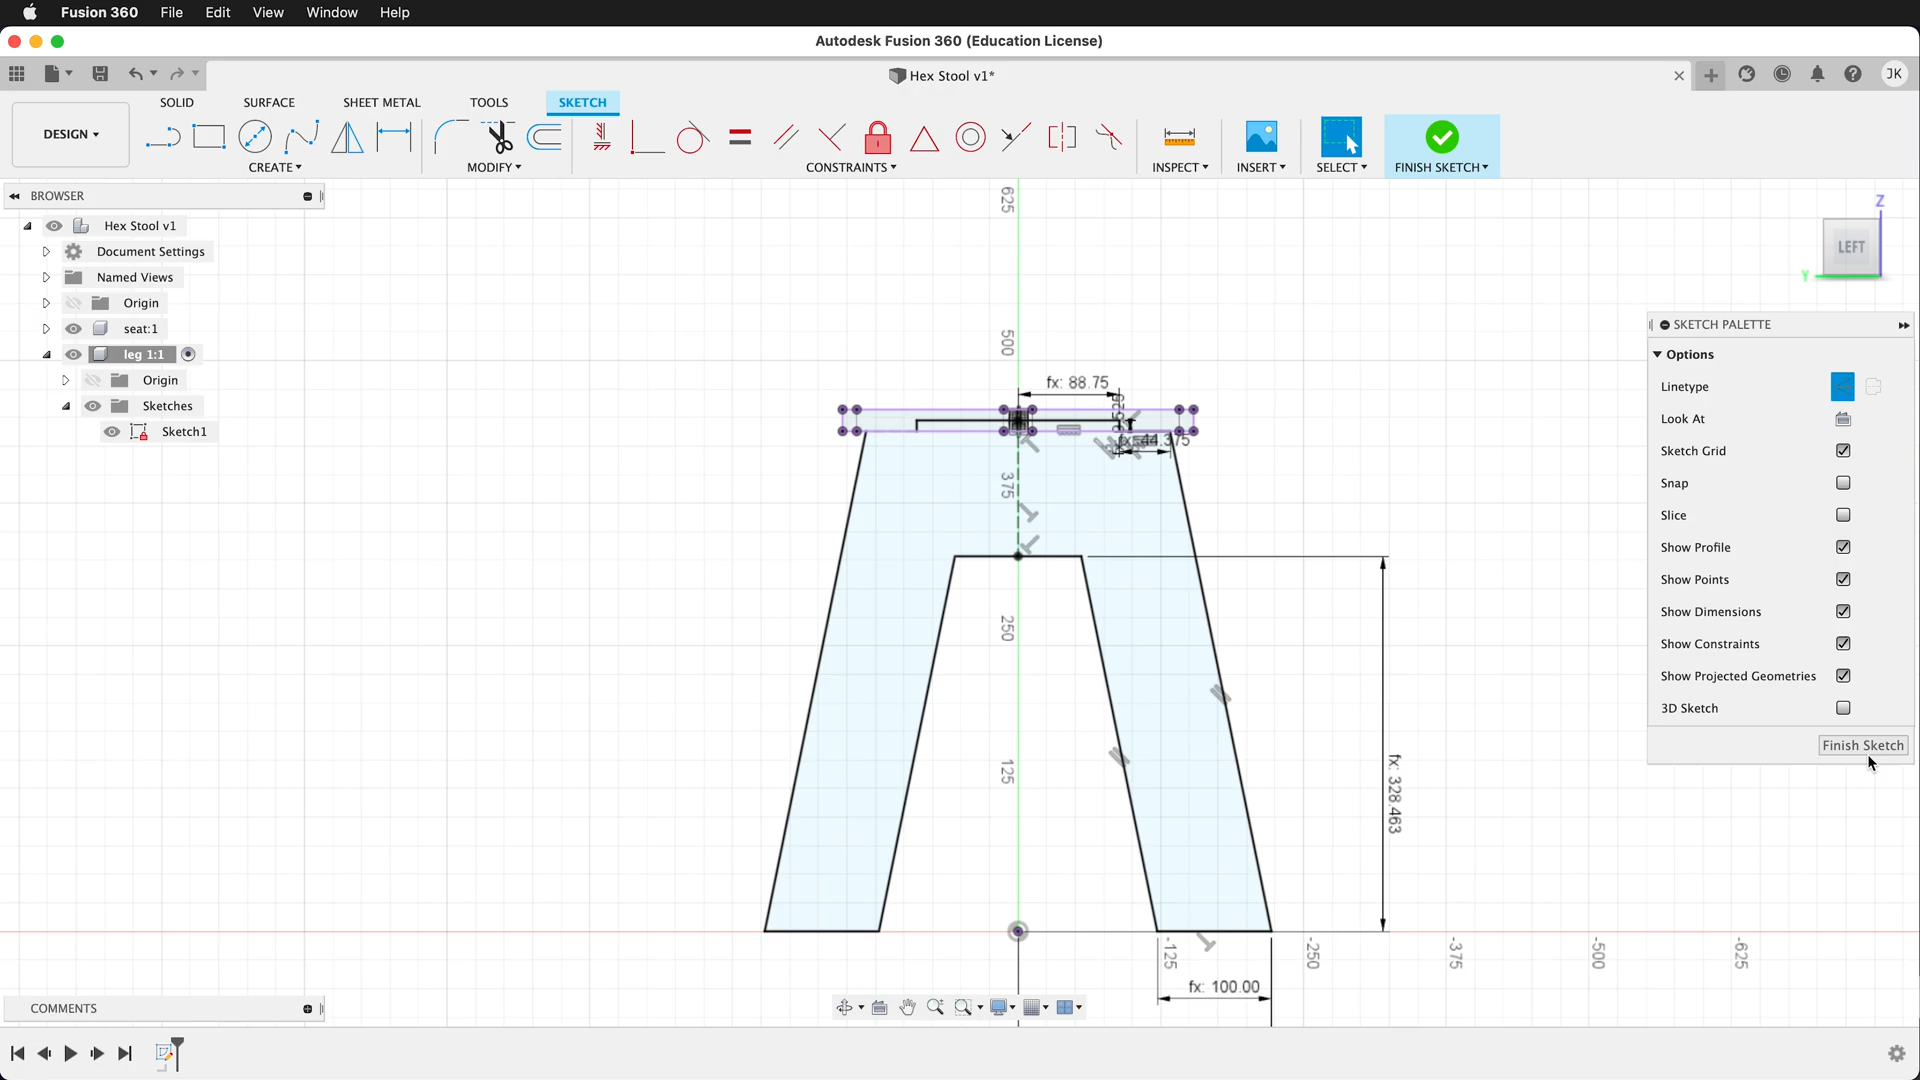 Fusion 360 File Edit View Window Help
Autodesk Fusion 360 (Education License)
Hex Stool v1*
JK
SOLID SURFACE SHEET METAL TOOLS SKETCH
DESIGN
CREATE MODIFY CONSTRAINTS INSPECT INSERT SELECT FINISH SKETCH
BROWSER
Hex Stool v1
Document Settings
Named Views
Origin
seat:1
leg 1:1
Origin
Sketches
Sketch1
625
500
fx: 88.75
fx: 44.375
375
250
125
fx: 328.463
-125
-250
-375
-500
-625
fx: 100.00
Z
LEFT
Y
SKETCH PALETTE
Options
Linetype
Look At
Sketch Grid
Snap
Slice
Show Profile
Show Points
Show Dimensions
Show Constraints
Show Projected Geometries
3D Sketch
Finish Sketch
COMMENTS